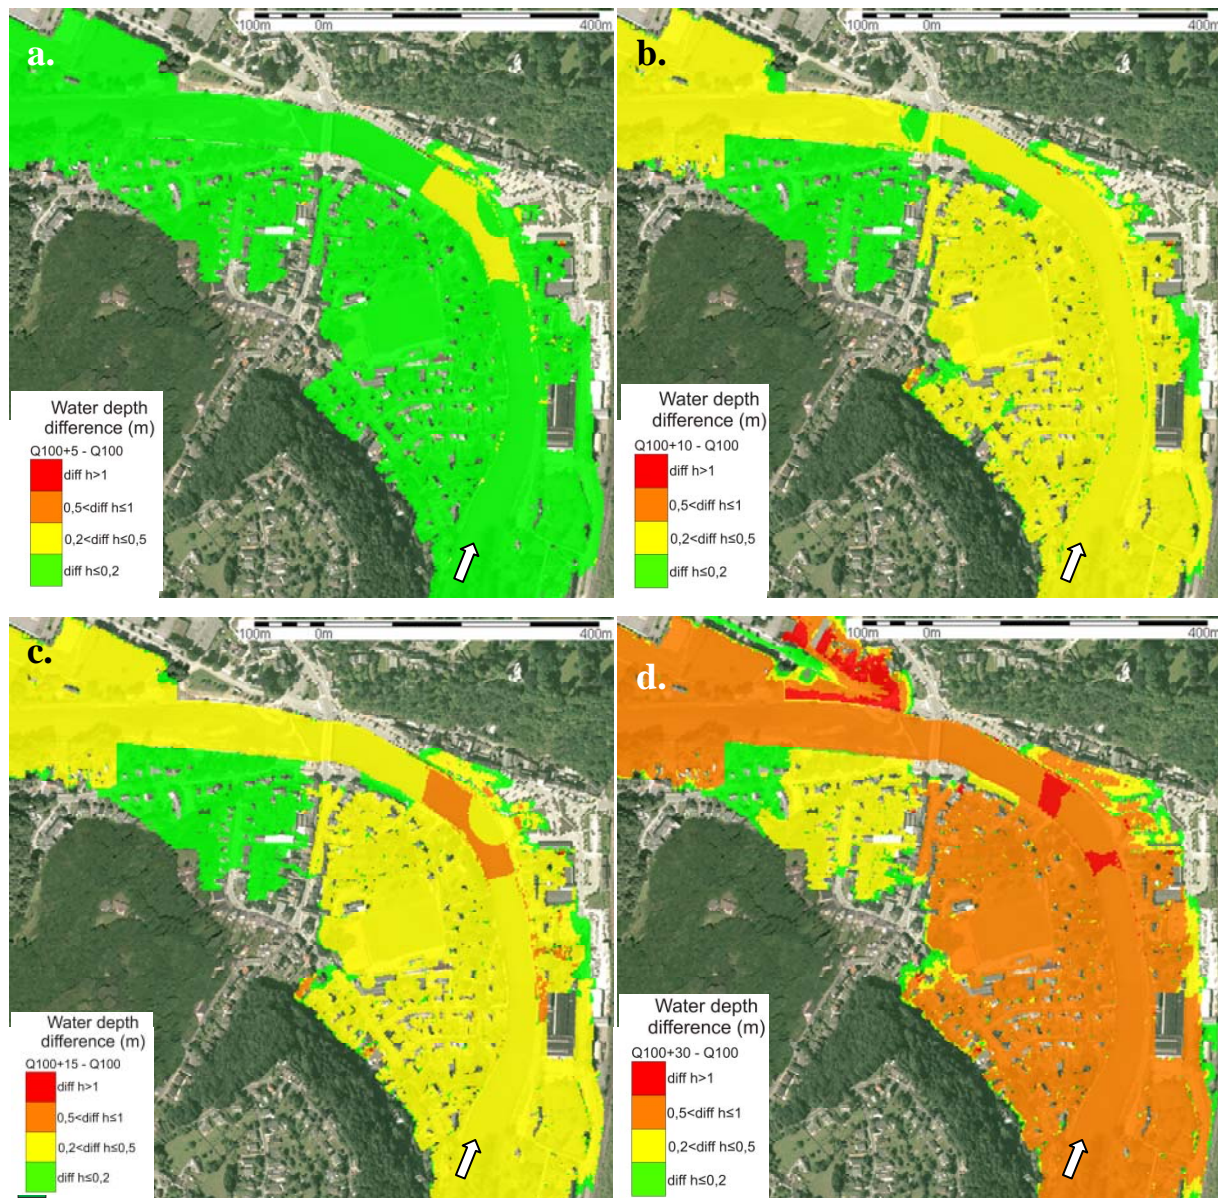 a.
100m 0m 400m
Water depth
difference (m)
Q100+5 - Q100
diff h>1
0,5<diff h≤1
0,2<diff h≤0,5
diff h≤0,2
b.
100m 0m 400m
Water depth
difference (m)
Q100+10 - Q100
diff h>1
0,5<diff h≤1
0,2<diff h≤0,5
diff h≤0,2
c.
100m 0m 400m
Water depth
difference (m)
Q100+15 - Q100
diff h>1
0,5<diff h≤1
0,2<diff h≤0,5
diff h≤0,2
d.
100m 0m 400m
Water depth
difference (m)
Q100+30 - Q100
diff h>1
0,5<diff h≤1
0,2<diff h≤0,5
diff h≤0,2